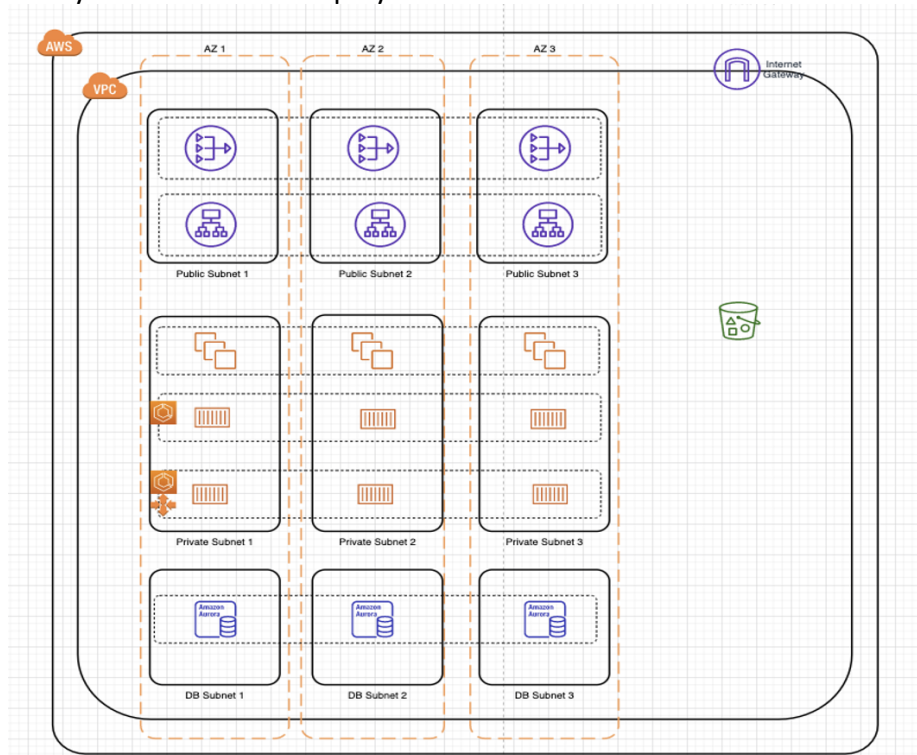 AWS
AZ 1
AZ 2
AZ 3
Internet
Gateway
VPC
Public Subnet 1
Public Subnet 2
Public Subnet 3
Private Subnet 1
Private Subnet 2
Private Subnet 3
Amazon
Aurora
Amazon
Aurora
Amazon
Aurora
DB Subnet 1
DB Subnet 2
DB Subnet 3